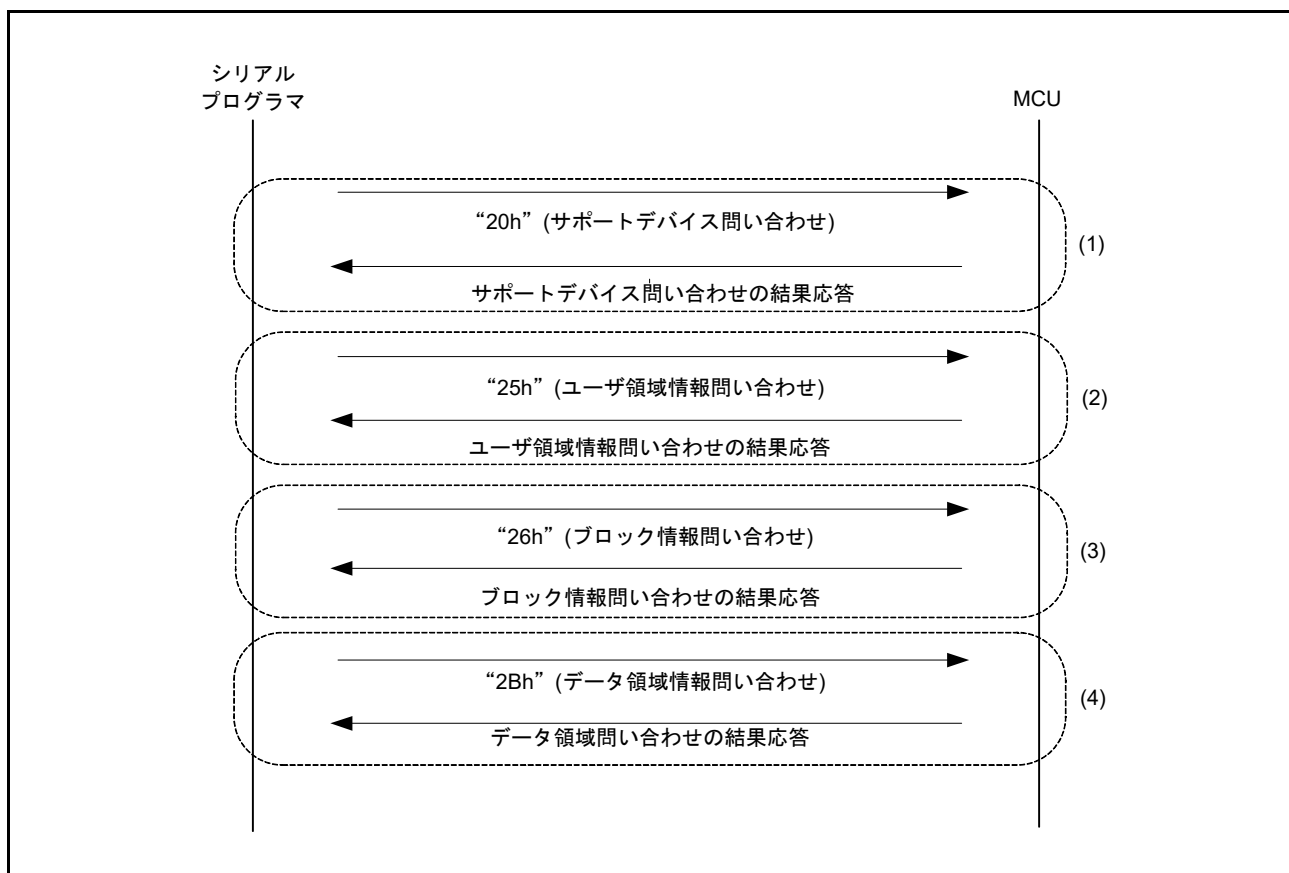 シリアル
プログラマ
MCU
“20h” (サポートデバイス問い合わせ)
(1)
サポートデバイス問い合わせの結果応答
“25h” (ユーザ領域情報問い合わせ)
(2)
ユーザ領域情報問い合わせの結果応答
“26h” (ブロック情報問い合わせ)
(3)
ブロック情報問い合わせの結果応答
“2Bh” (データ領域情報問い合わせ)
(4)
データ領域問い合わせの結果応答